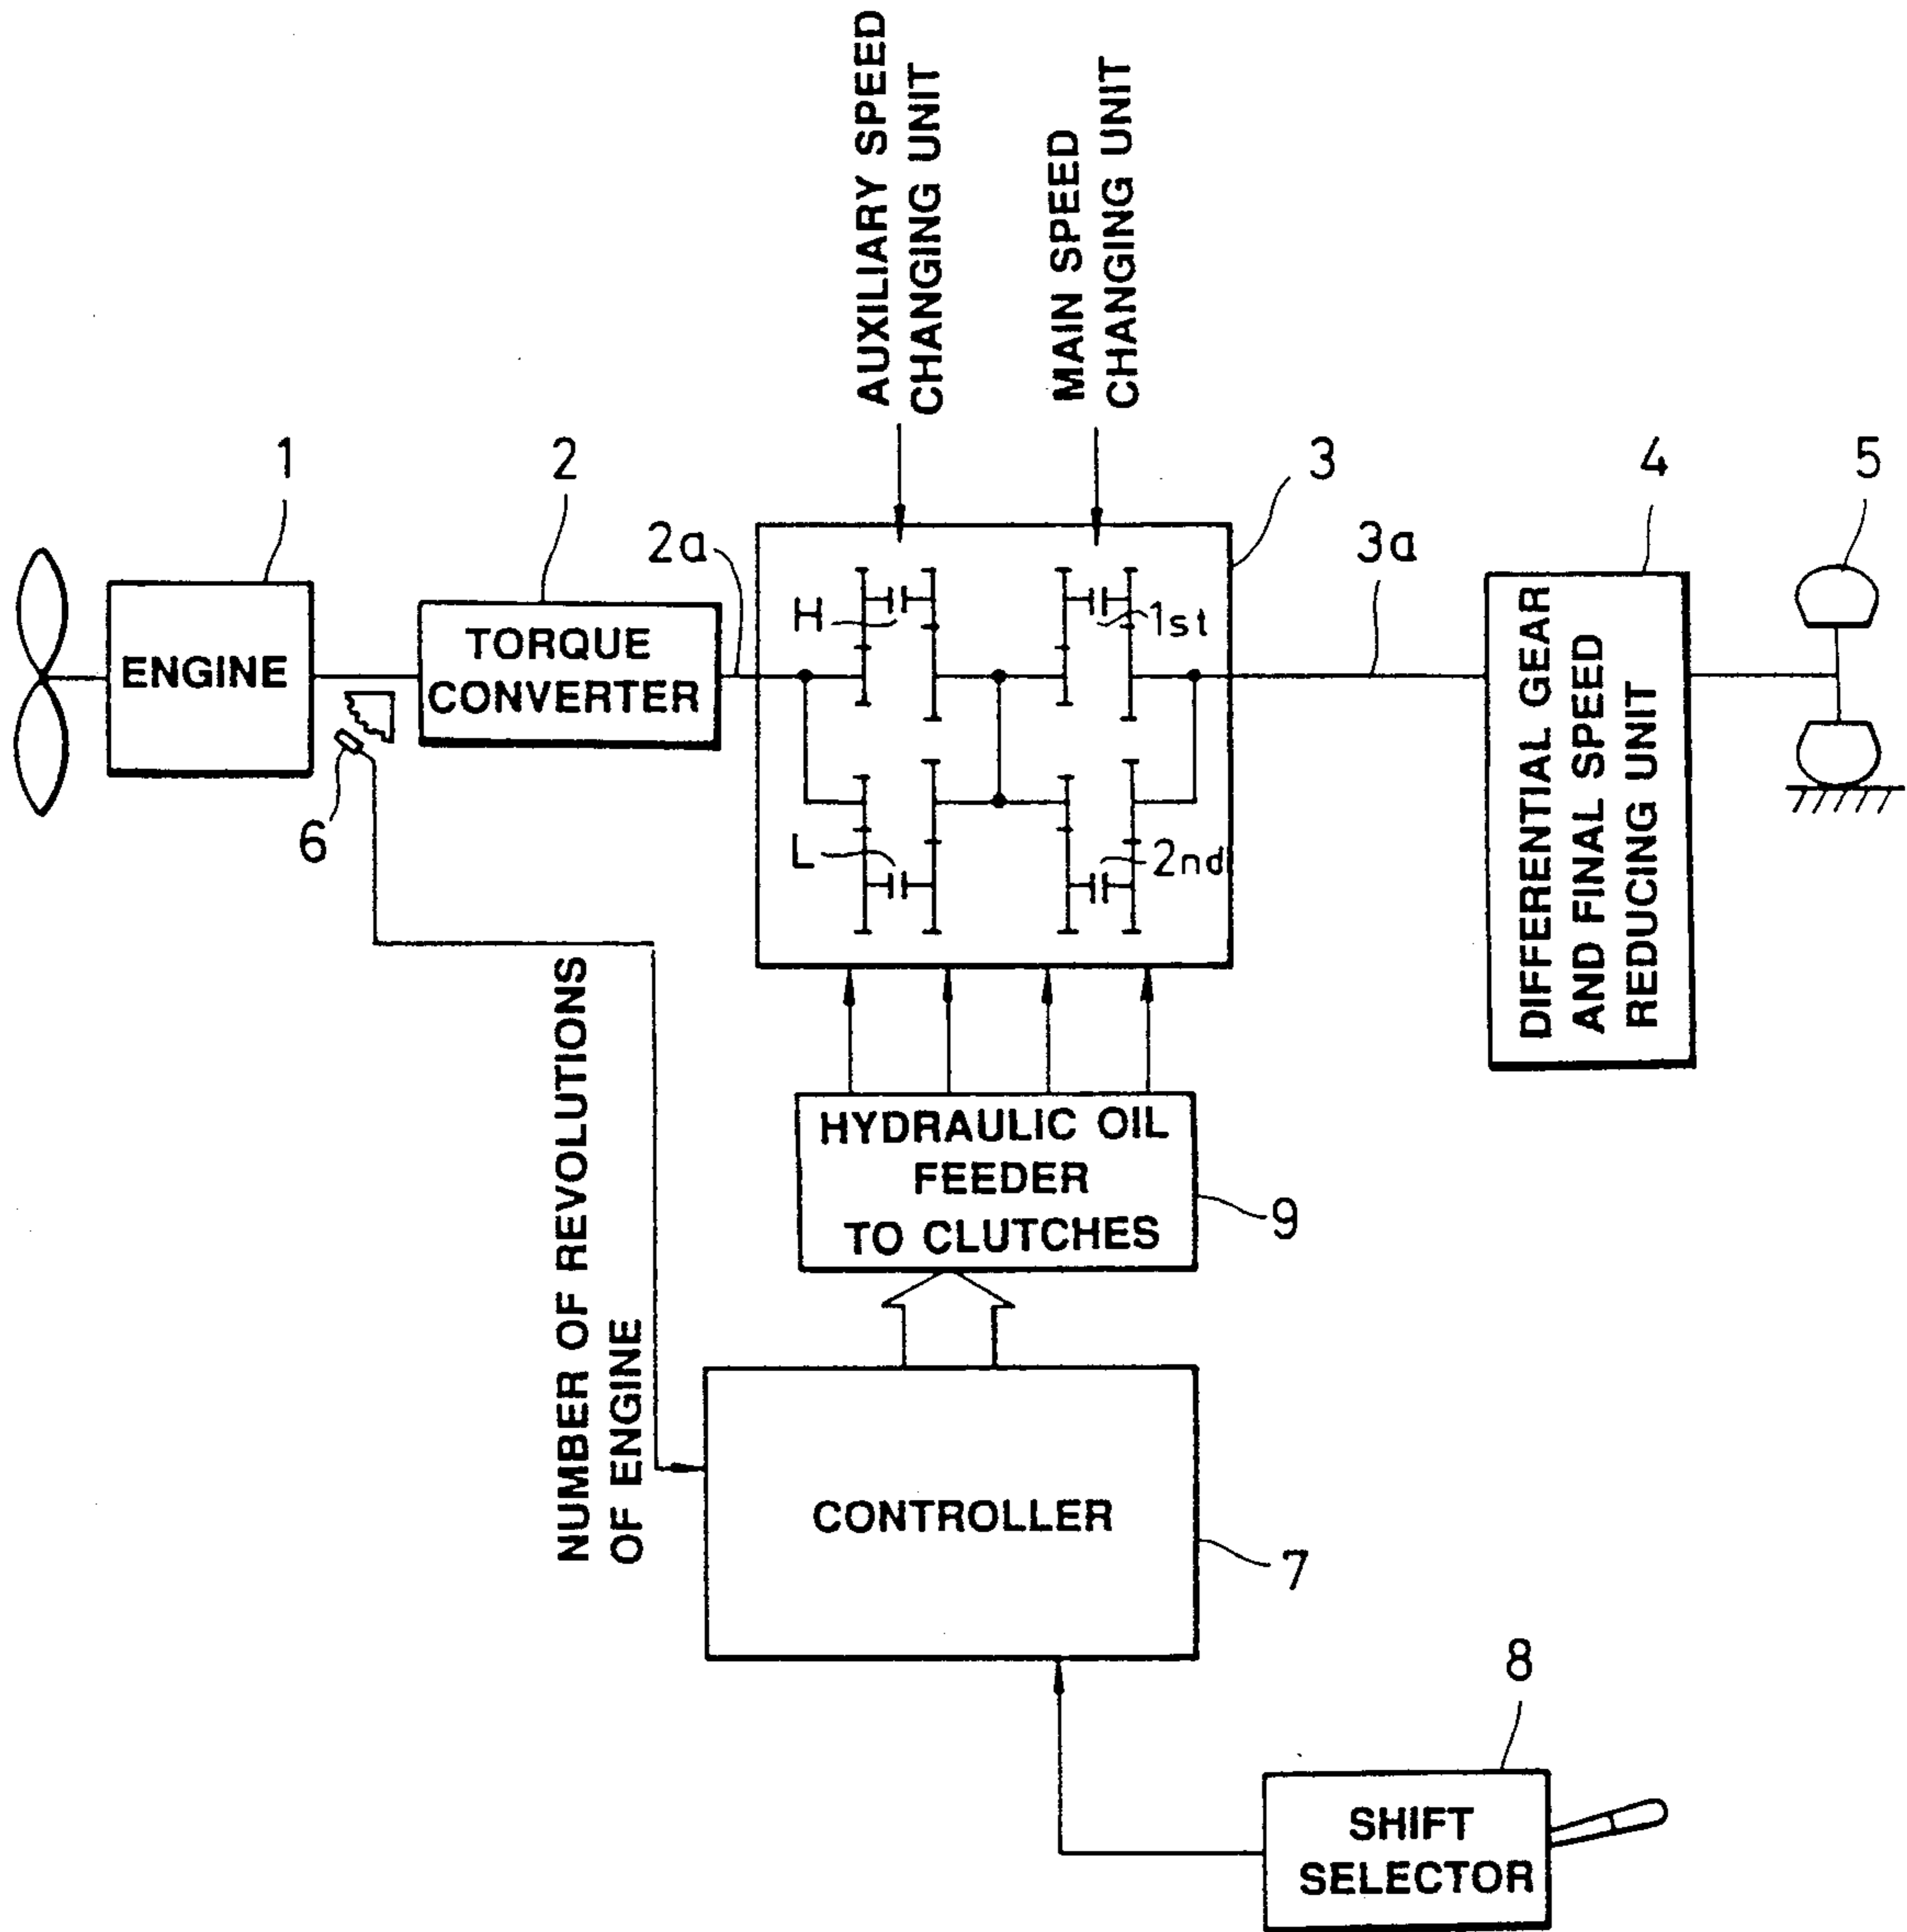 AUXILIARY SPEED
CHANGING UNIT
MAIN SPEED
CHANGING UNIT
1
2
2a
3
3a
4
5
ENGINE
TORQUE
CONVERTER
H
1st
L
2nd
DIFFERENTIAL GEAR
AND FINAL SPEED
REDUCING UNIT
6
NUMBER OF REVOLUTIONS
OF ENGINE
HYDRAULIC OIL
FEEDER
TO CLUTCHES
9
CONTROLLER
7
8
SHIFT
SELECTOR